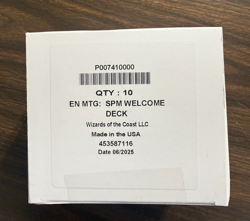 P007410000
QTY : 10
EN MTG: SPM WELCOME
DECK
Wizards of the Coast LLC
Made in the USA
453587116
Date 06/2025